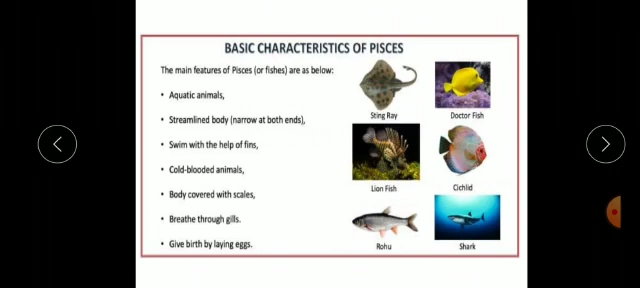 BASIC CHARACTERISTICS OF PISCES
The main features of Pisces (or fishes) are as below:
• Aquatic animals,
• Streamlined body (narrow at both ends),
• Swim with the help of fins,
• Cold-blooded animals,
• Body covered with scales,
• Breathe through gills.
• Give birth by laying eggs.
Sting Ray
Doctor Fish
Lion Fish
Cichlid
Rohu
Shark